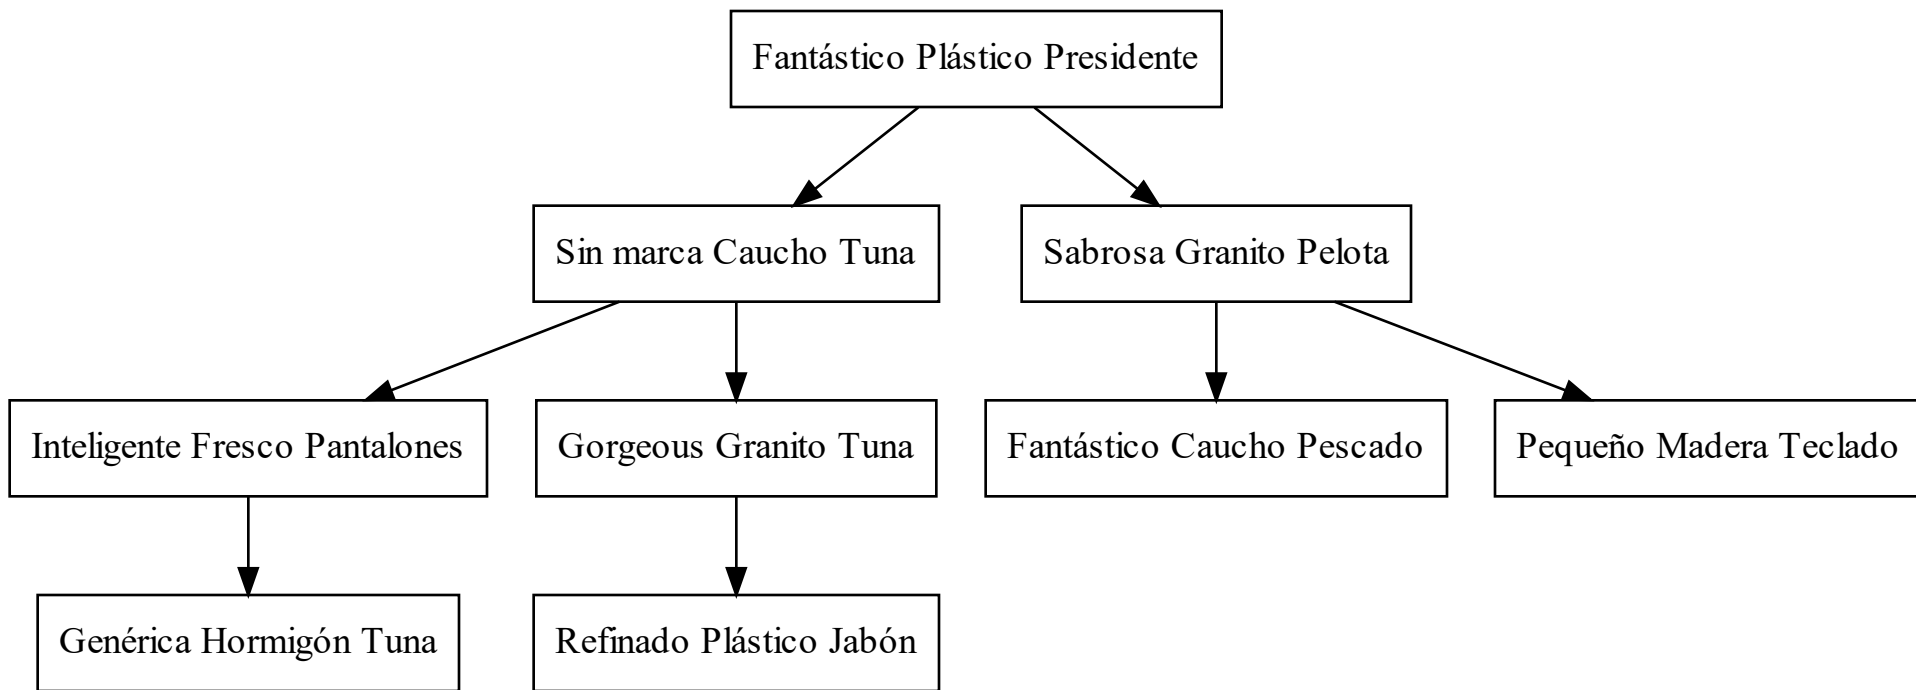 Fantástico Plástico Presidente
Sin marca Caucho Tuna
Sabrosa Granito Pelota
Inteligente Fresco Pantalones
Gorgeous Granito Tuna
Fantástico Caucho Pescado
Pequeño Madera Teclado
Genérica Hormigón Tuna
Refinado Plástico Jabón